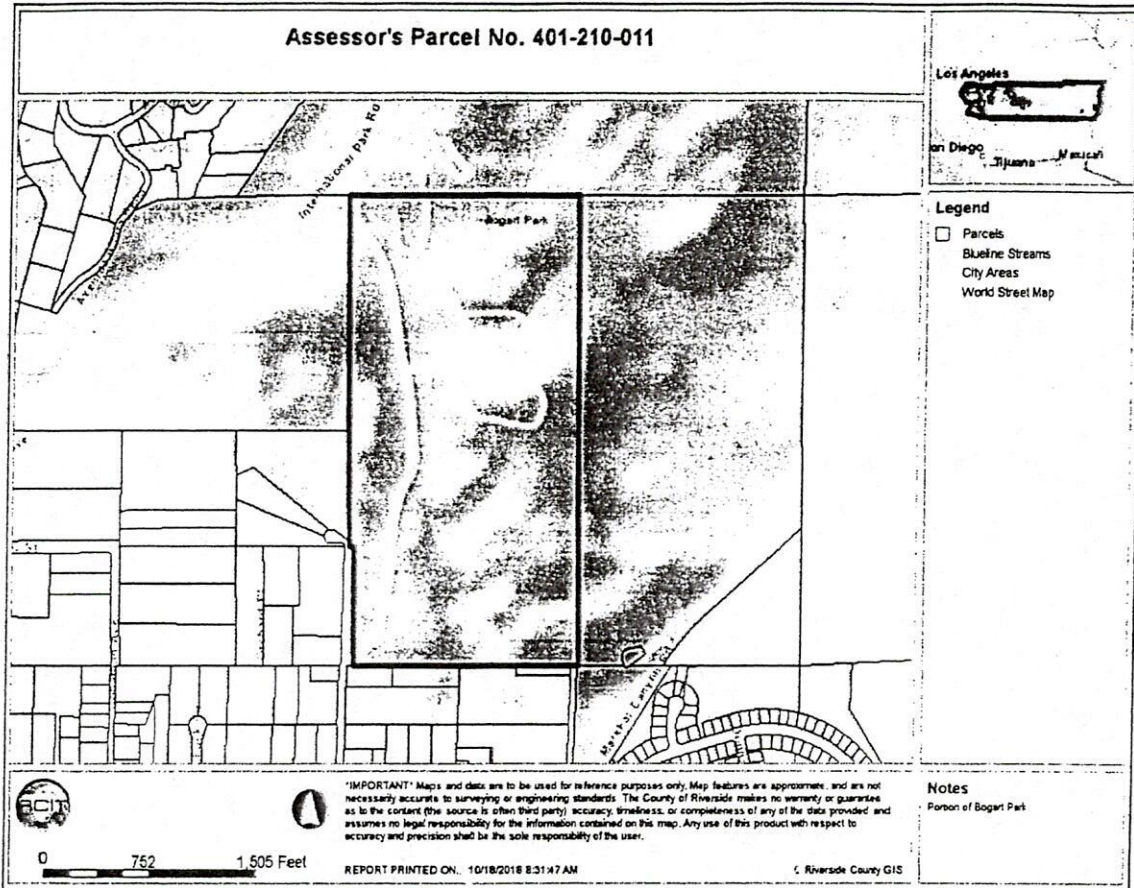 Assessor's Parcel No. 401-210-011
Los Angeles
an Diego
Tijuana
Mexicali
International Park Rd
Bogart Park
Legend
Parcels
Blueline Streams
City Areas
World Street Map
RCIT
*IMPORTANT* Maps and data are to be used for reference purposes only. Map features are approximate, and are not
necessarily accurate to surveying or engineering standards. The County of Riverside makes no warranty or guarantee
as to the content (the source is often third party) accuracy, timeliness, or completeness of any of the data provided and
assumes no legal responsibility for the information contained on this map. Any use of this product with respect to
accuracy and precision shall be the sole responsibility of the user.
0 752 1,505 Feet
REPORT PRINTED ON... 10/18/2018 8:31:47 AM
Riverside County GIS
Notes
Portion of Bogart Park